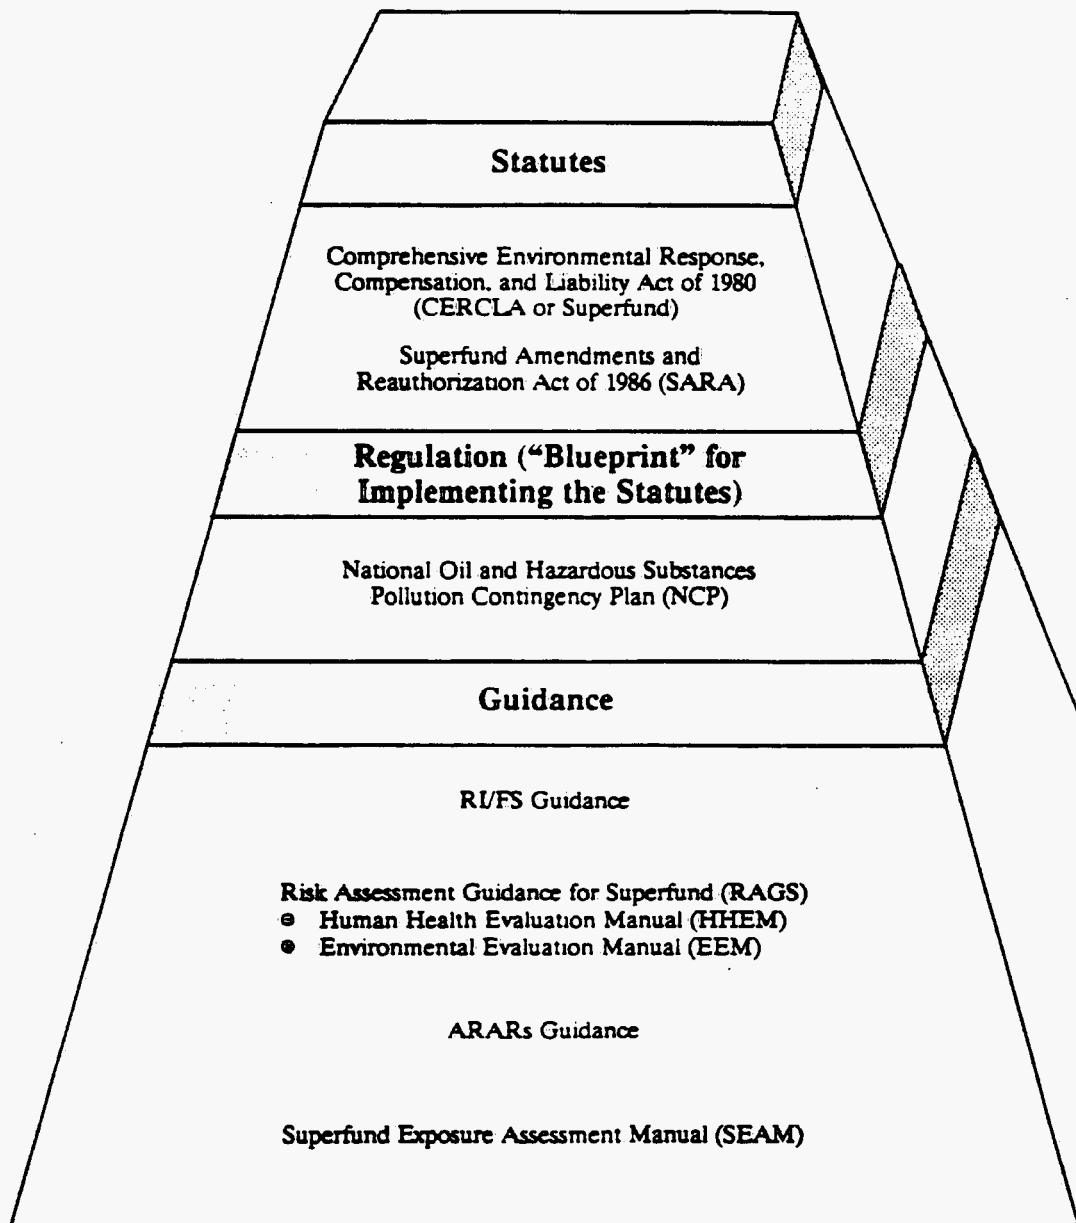 Statutes
Comprehensive Environmental Response,
Compensation, and Liability Act of 1980
(CERCLA or Superfund)
Superfund Amendments and
Reauthorization Act of 1986 (SARA)
Regulation (“Blueprint” for
Implementing the Statutes)
National Oil and Hazardous Substances
Pollution Contingency Plan (NCP)
Guidance
RI/FS Guidance
Risk Assessment Guidance for Superfund (RAGS)
● Human Health Evaluation Manual (HHEM)
● Environmental Evaluation Manual (EEM)
ARARs Guidance
Superfund Exposure Assessment Manual (SEAM)